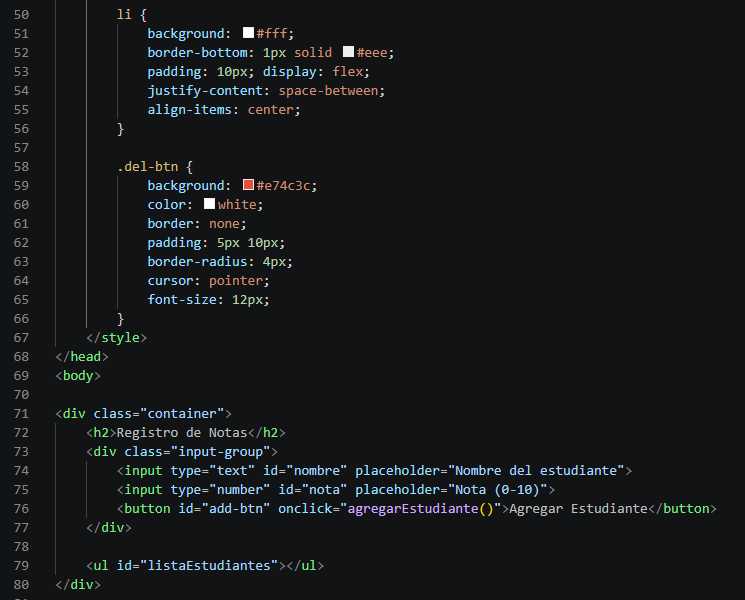 50 li {
51 background: #fff;
52 border-bottom: 1px solid #eee;
53 padding: 10px; display: flex;
54 justify-content: space-between;
55 align-items: center;
56 }
57
58 .del-btn {
59 background: #e74c3c;
60 color: white;
61 border: none;
62 padding: 5px 10px;
63 border-radius: 4px;
64 cursor: pointer;
65 font-size: 12px;
66 }
67 </style>
68 </head>
69 <body>
70
71 <div class="container">
72 <h2>Registro de Notas</h2>
73 <div class="input-group">
74 <input type="text" id="nombre" placeholder="Nombre del estudiante">
75 <input type="number" id="nota" placeholder="Nota (0-10)">
76 <button id="add-btn" onclick="agregarEstudiante()">Agregar Estudiante</button>
77 </div>
78
79 <ul id="listaEstudiantes"></ul>
80 </div>